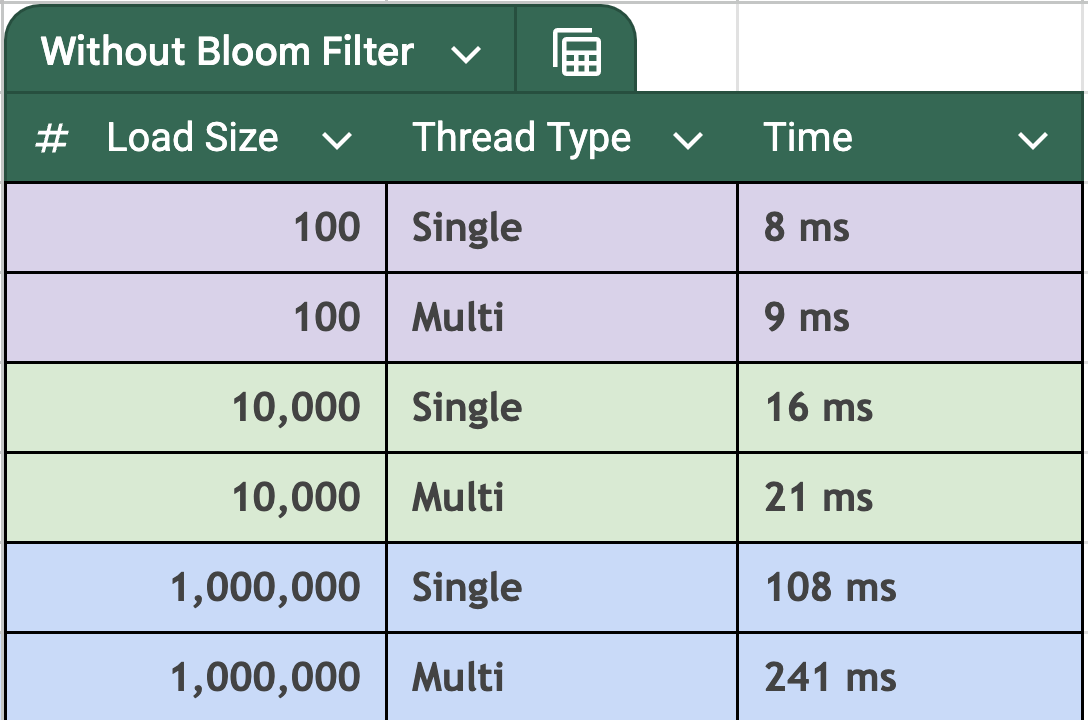 Without Bloom Filter
# Load Size Thread Type Time
100 Single 8 ms
100 Multi 9 ms
10,000 Single 16 ms
10,000 Multi 21 ms
1,000,000 Single 108 ms
1,000,000 Multi 241 ms